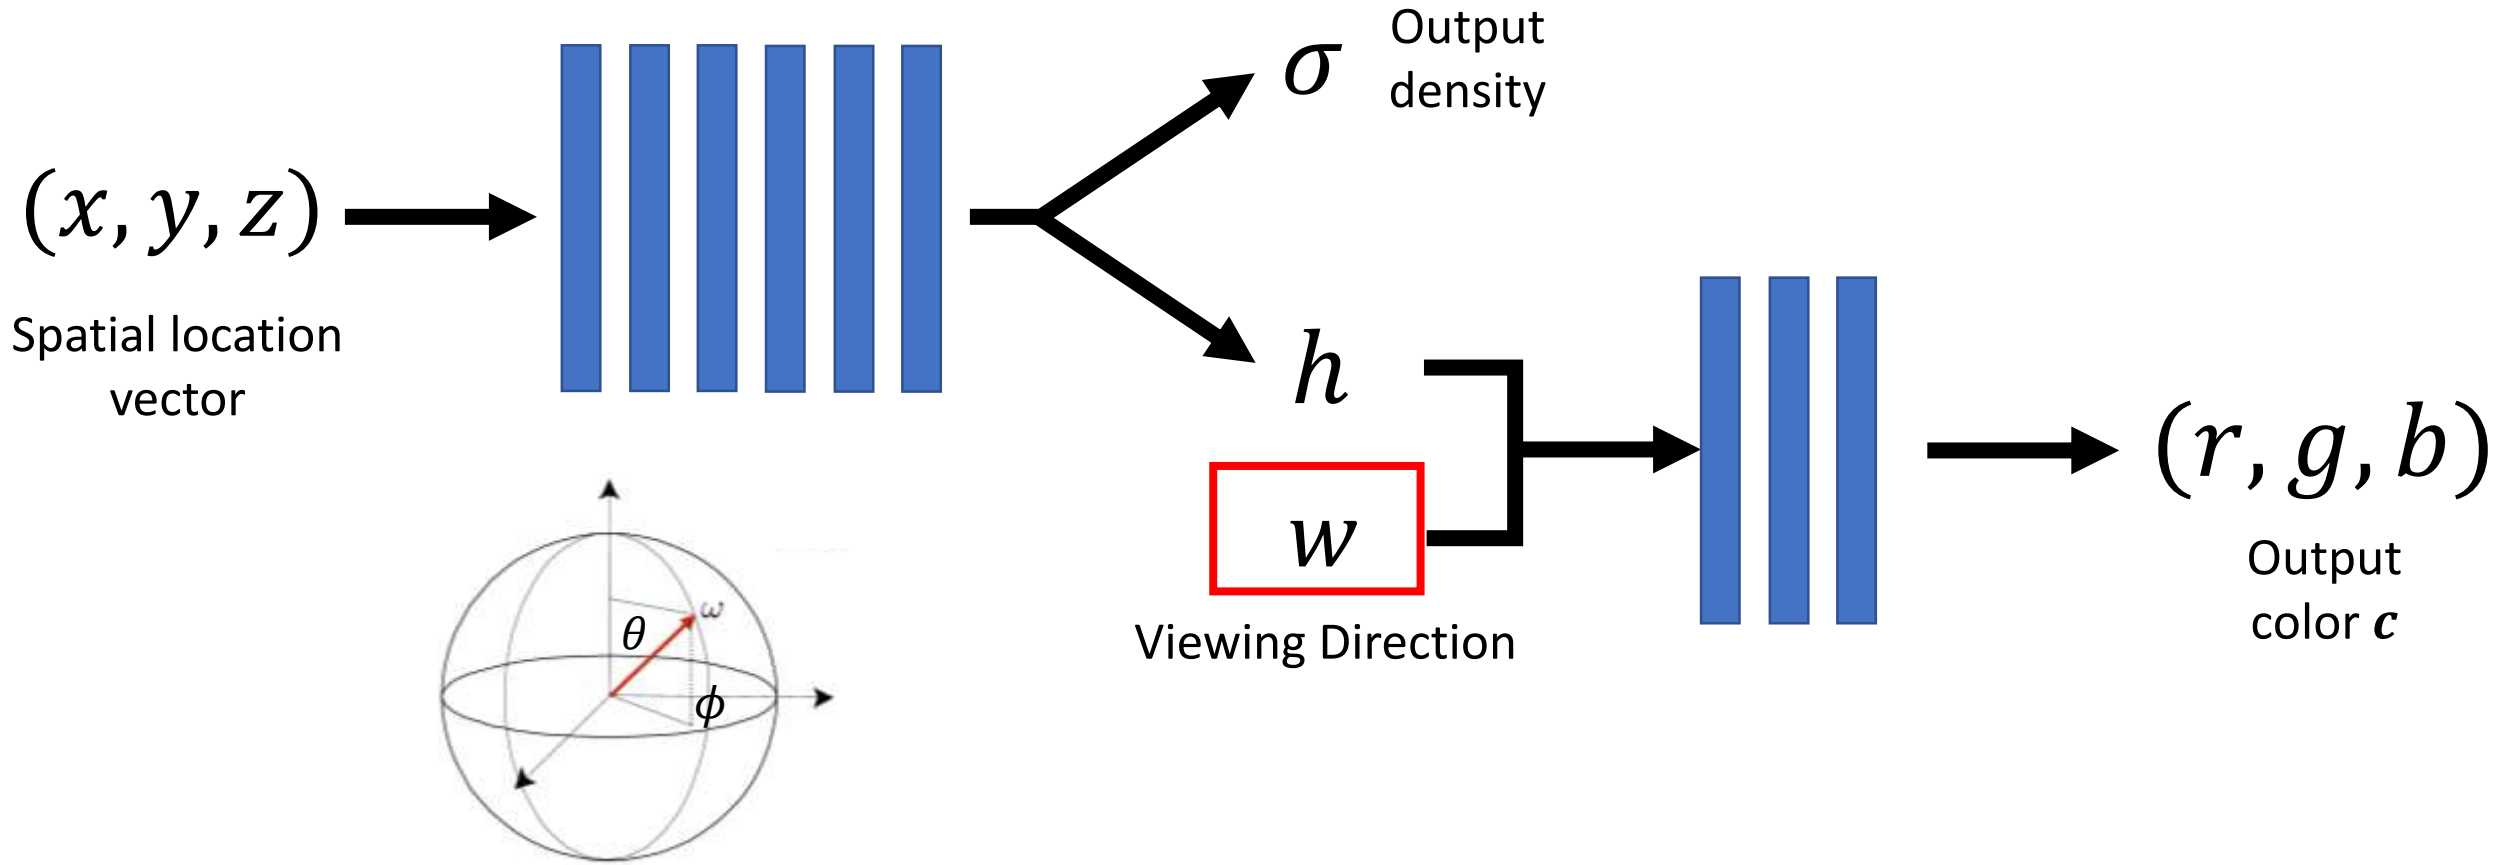 (x, y, z)
Spatial location
vector
σ
Output
density
h
w
Viewing Direction
(r, g, b)
Output
color c
ω
θ
ϕ